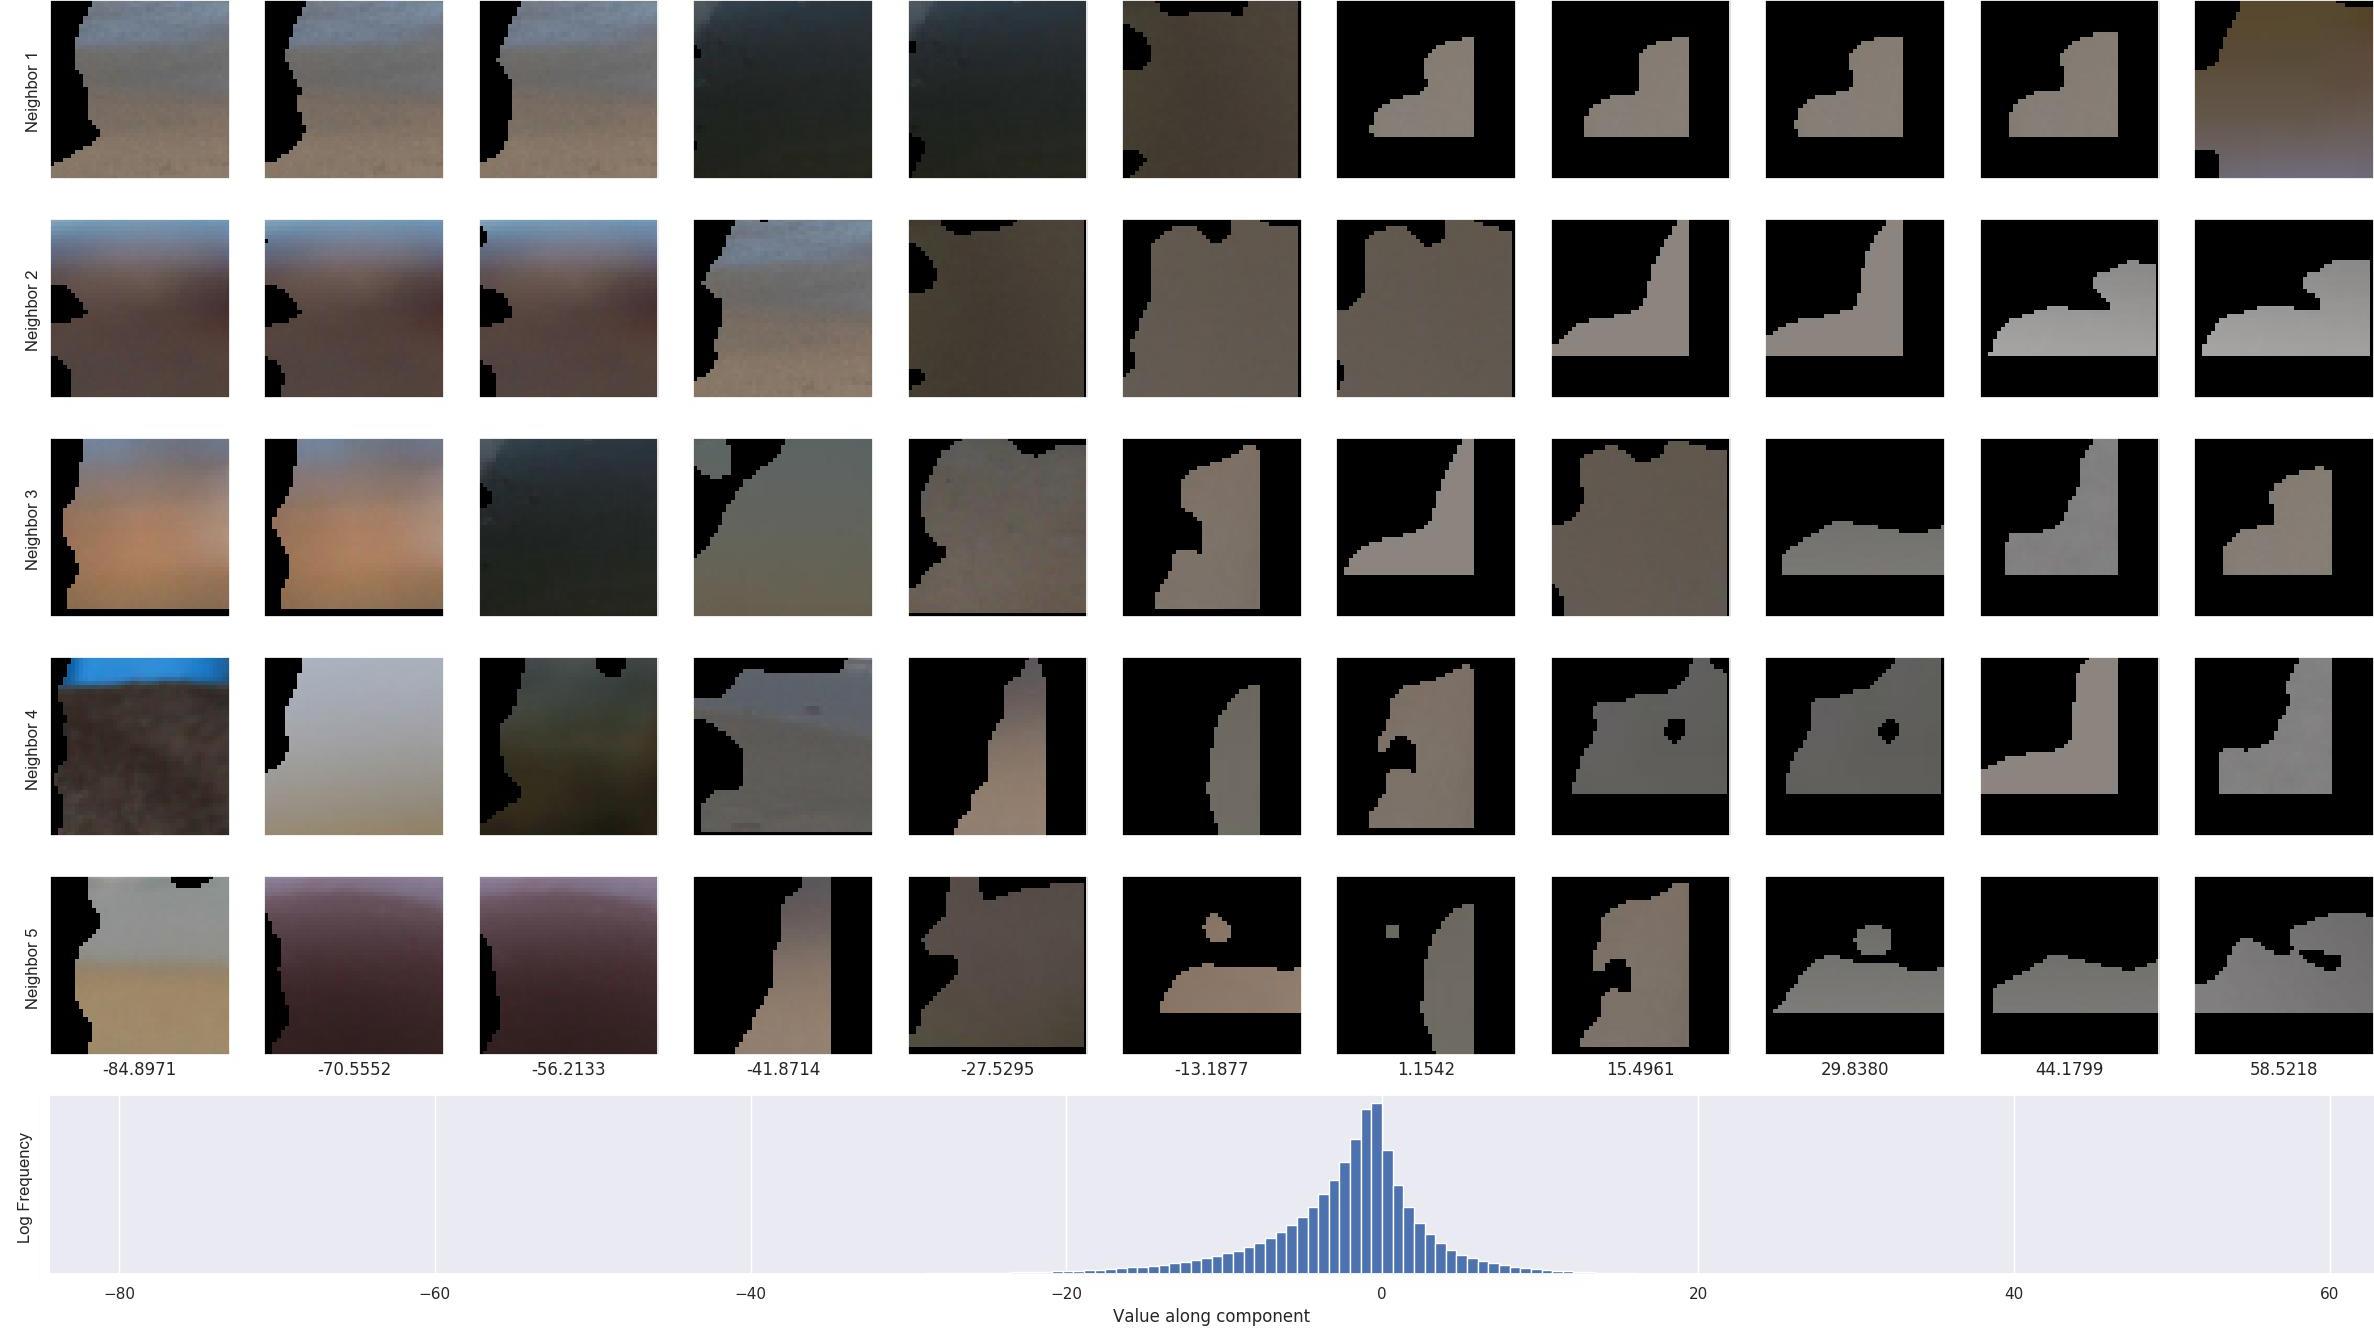 Neighbor 1
Neighbor 2
Neighbor 3
Neighbor 4
Neighbor 5
-84.8971 -70.5552 -56.2133 -41.8714 -27.5295 -13.1877 1.1542 15.4961 29.8380 44.1799 58.5218
Log Frequency
−80 −60 −40 −20 0 20 40 60
Value along component